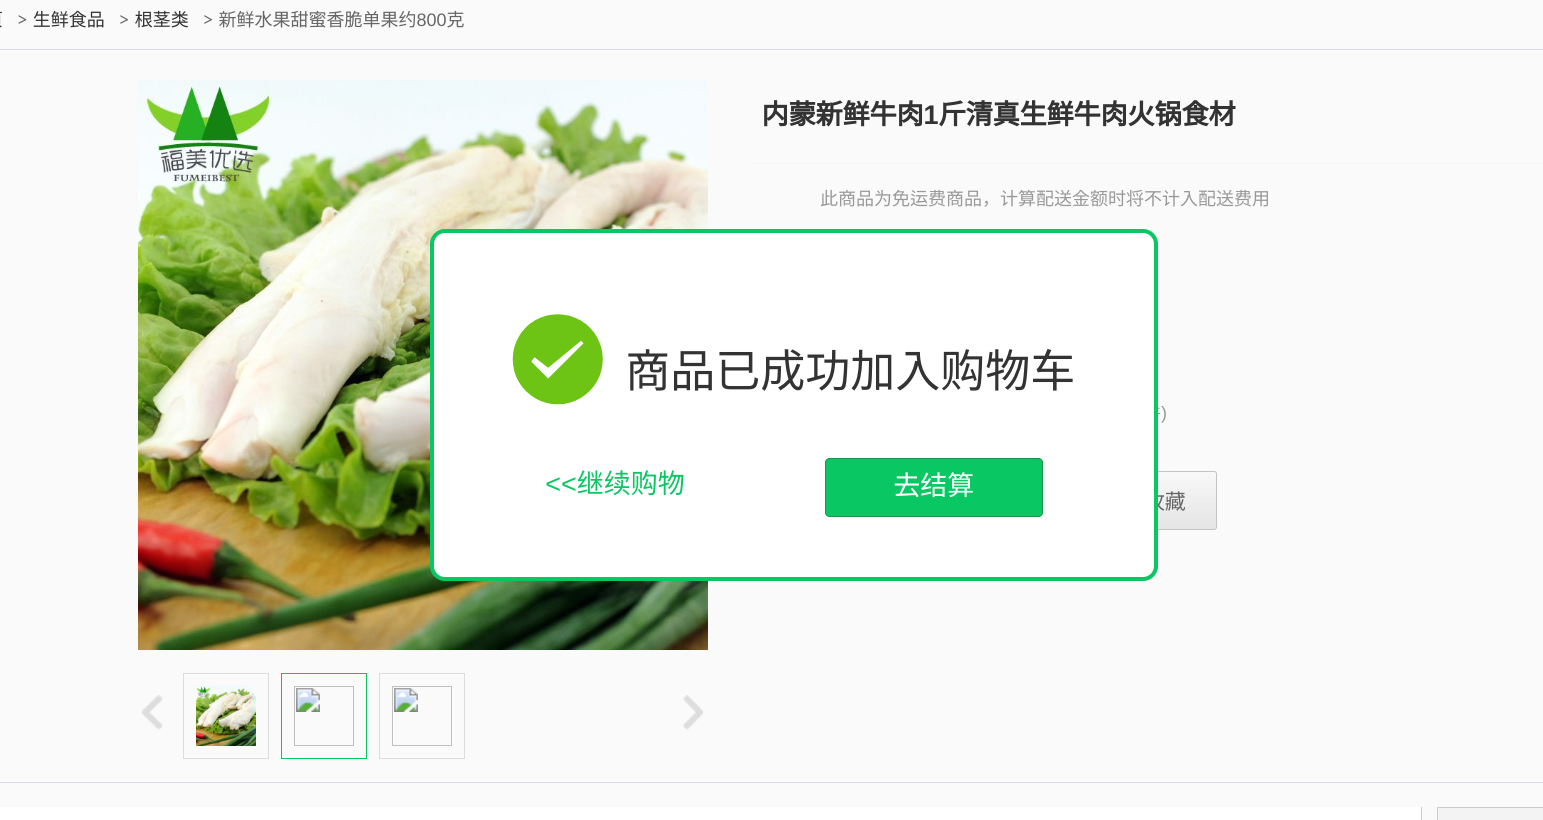 > 生鲜食品 > 根茎类 > 新鲜水果甜蜜香脆单果约800克
福美优选
FUMEIBEST
内蒙新鲜牛肉1斤清真生鲜牛肉火锅食材
此商品为免运费商品，计算配送金额时将不计入配送费用
商品已成功加入购物车
)
<<继续购物
去结算
收藏